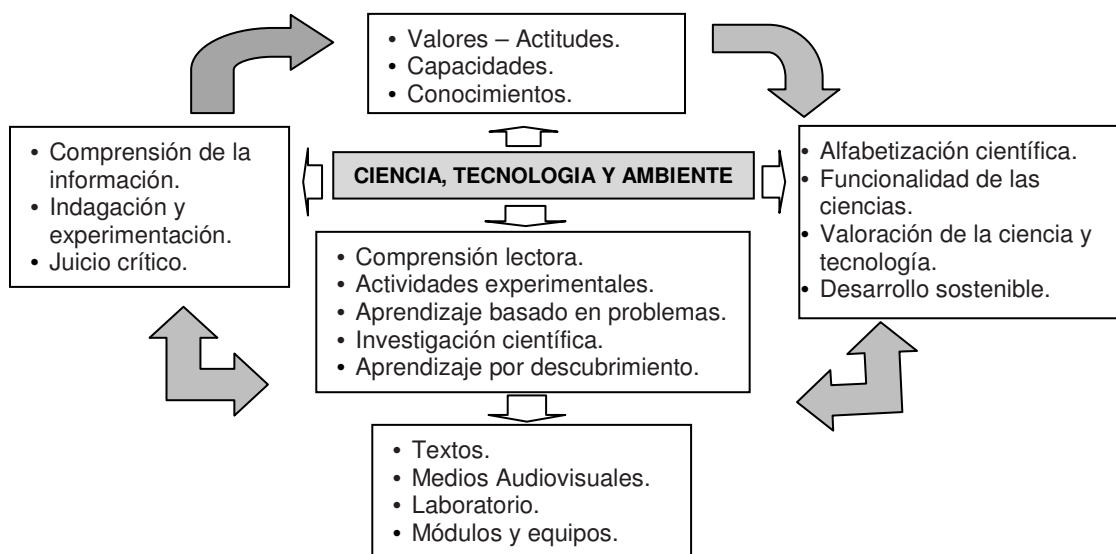 • Valores – Actitudes.
• Capacidades.
• Conocimientos.
• Comprensión de la
información.
• Indagación y
experimentación.
• Juicio crítico.
CIENCIA, TECNOLOGIA Y AMBIENTE
• Alfabetización científica.
• Funcionalidad de las
ciencias.
• Valoración de la ciencia y
tecnología.
• Desarrollo sostenible.
• Comprensión lectora.
• Actividades experimentales.
• Aprendizaje basado en problemas.
• Investigación científica.
• Aprendizaje por descubrimiento.
• Textos.
• Medios Audiovisuales.
• Laboratorio.
• Módulos y equipos.